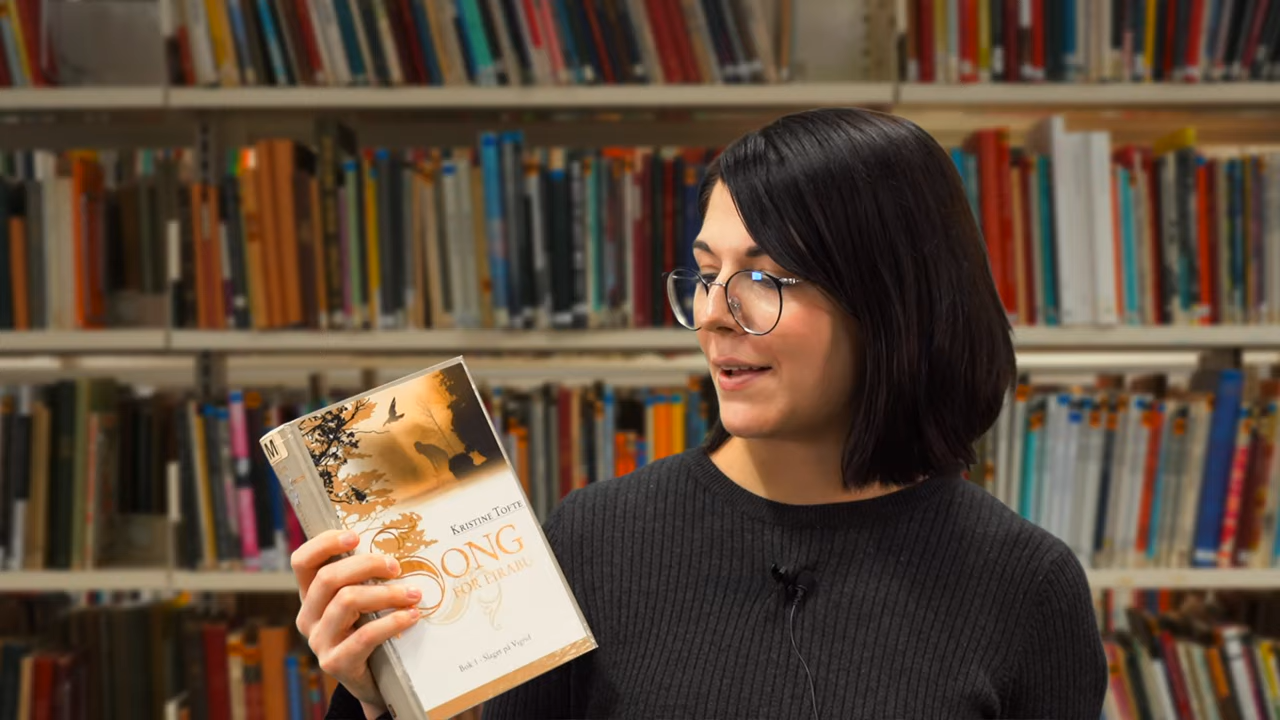 M
KRISTINE TOFTE
SONG
FOR EIRABU
Bok 1 - Slaget på Vigrid